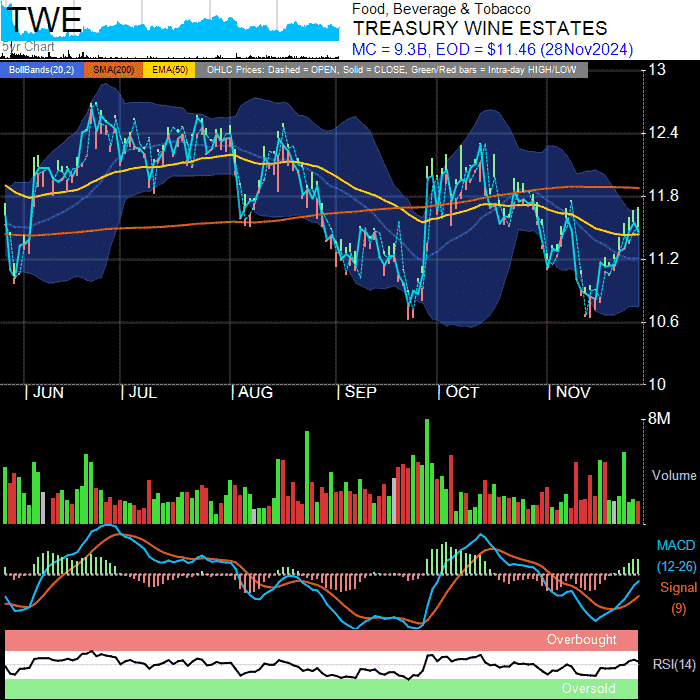 TWE
5yr Chart
Food, Beverage & Tobacco
TREASURY WINE ESTATES
MC = 9.3B, EOD = $11.46 (28Nov2024)
BollBands(20,2) SMA(200) EMA(50) OHLC Prices: Dashed = OPEN, Solid = CLOSE, Green/Red bars = Intra-day HIGH/LOW
13
12.4
11.8
11.2
10.6
10
JUN JUL AUG SEP OCT NOV
8M
Volume
MACD
(12-26)
Signal
(9)
Overbought
RSI(14)
Oversold